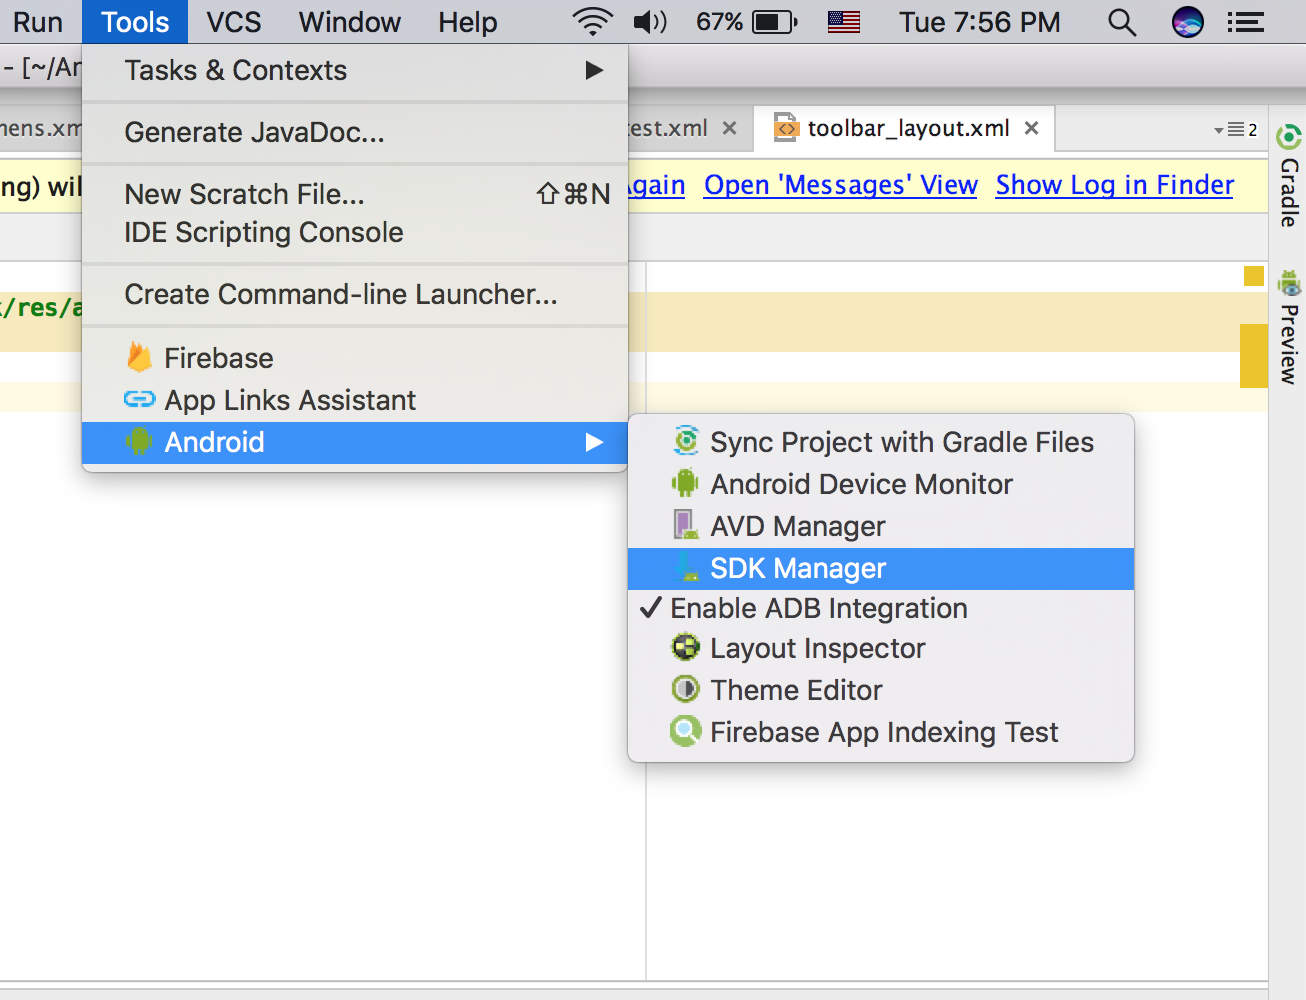 Run Tools VCS Window Help 67% Tue 7:56 PM
- [~/Ar
Tasks & Contexts
Generate JavaDoc...
New Scratch File... ⇧⌘N
IDE Scripting Console
Create Command-line Launcher...
Firebase
App Links Assistant
Android
nens.xm
est.xml
toolbar_layout.xml
2
ng) wil
Again Open 'Messages' View Show Log in Finder
/res/a
Sync Project with Gradle Files
Android Device Monitor
AVD Manager
SDK Manager
Enable ADB Integration
Layout Inspector
Theme Editor
Firebase App Indexing Test
Gradle
Preview